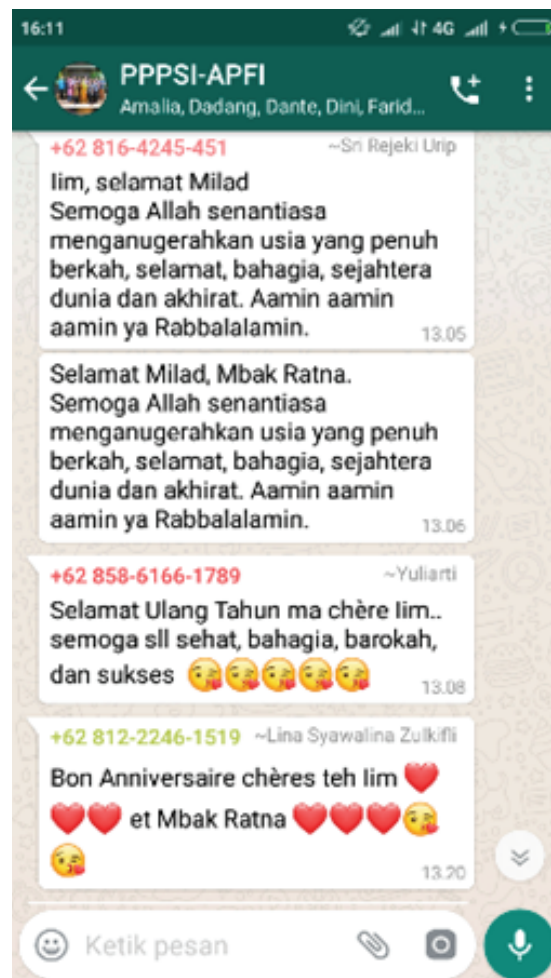 16:11 4G
PPPSI-APFI
Amalia, Dadang, Dante, Dini, Farid...
+62 816-4245-451 ~Sri Rejeki Urip
Iim, selamat Milad
Semoga Allah senantiasa
menganugerahkan usia yang penuh
berkah, selamat, bahagia, sejahtera
dunia dan akhirat. Aamin aamin
aamin ya Rabbalalamin. 13.05
Selamat Milad, Mbak Ratna.
Semoga Allah senantiasa
menganugerahkan usia yang penuh
berkah, selamat, bahagia, sejahtera
dunia dan akhirat. Aamin aamin
aamin ya Rabbalalamin. 13.06
+62 858-6166-1789 ~Yuliarti
Selamat Ulang Tahun ma chère Iim..
semoga sll sehat, bahagia, barokah,
dan sukses 😘😘😘😘😘 13.08
+62 812-2246-1519 ~Lina Syawalina Zulkifli
Bon Anniversaire chères teh Iim ❤️
❤️❤️ et Mbak Ratna ❤️❤️❤️😘
😘 13.20
Ketik pesan